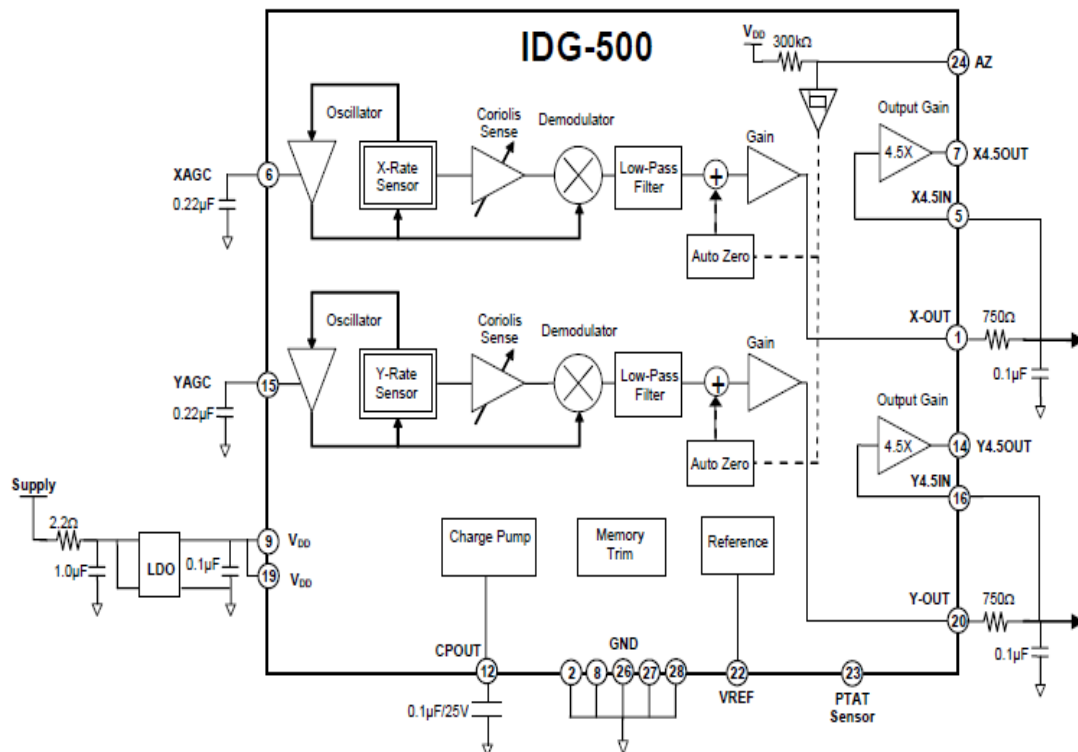 IDG-500
V_DD
300kΩ
24
AZ
Oscillator
Coriolis
Sense
Demodulator
Gain
Output Gain
XAGC
6
0.22µF
X-Rate
Sensor
Low-Pass
Filter
+
4.5X
7
X4.5OUT
X4.5IN
5
Auto Zero
X-OUT
1
750Ω
0.1µF
Oscillator
Coriolis
Sense
Demodulator
Gain
YAGC
15
0.22µF
Y-Rate
Sensor
Low-Pass
Filter
+
Output Gain
4.5X
14
Y4.5OUT
Auto Zero
Y4.5IN
16
Supply
2.2Ω
1.0µF
LDO
0.1µF
9
V_DD
19
V_DD
Charge Pump
Memory
Trim
Reference
Y-OUT
20
750Ω
0.1µF
CPOUT
12
0.1µF/25V
GND
2
8
26
27
28
22
VREF
23
PTAT
Sensor